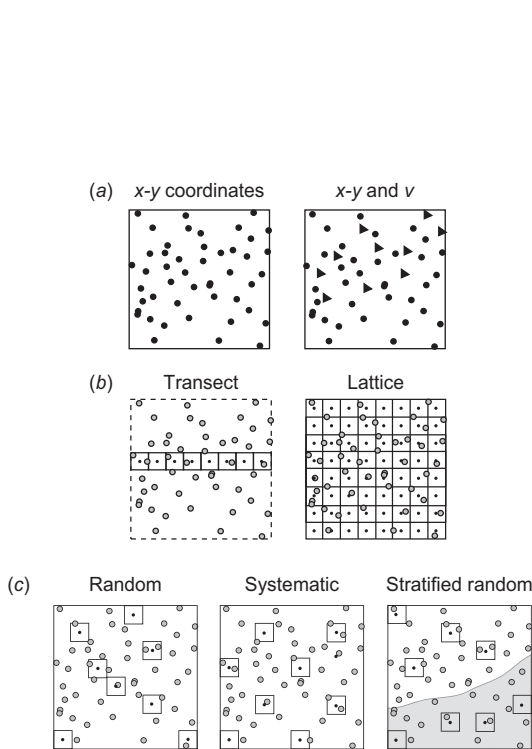 (a) x-y coordinates x-y and v
(b) Transect Lattice
(c) Random Systematic Stratified random